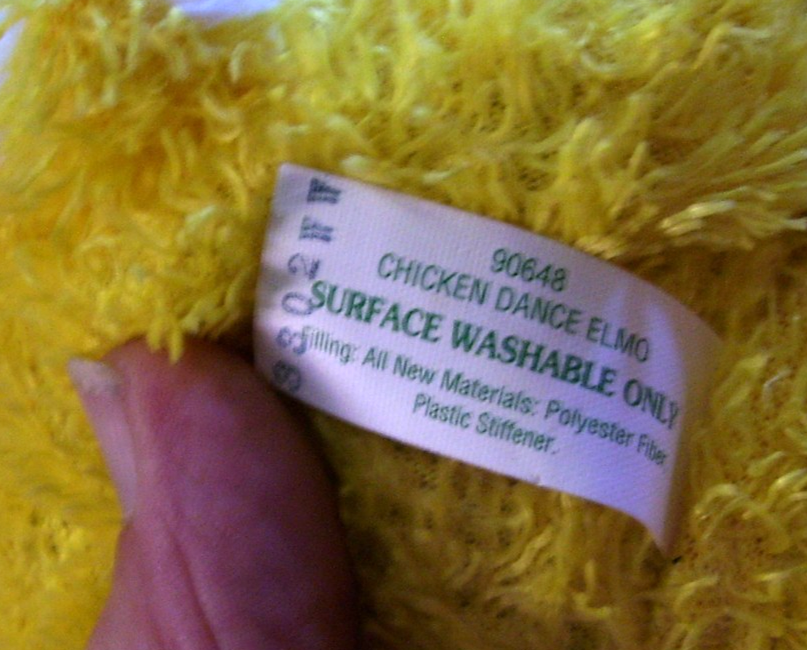 90648
CHICKEN DANCE ELMO
SURFACE WASHABLE ONLY
Filling: All New Materials: Polyester Fiber
Plastic Stiffener.